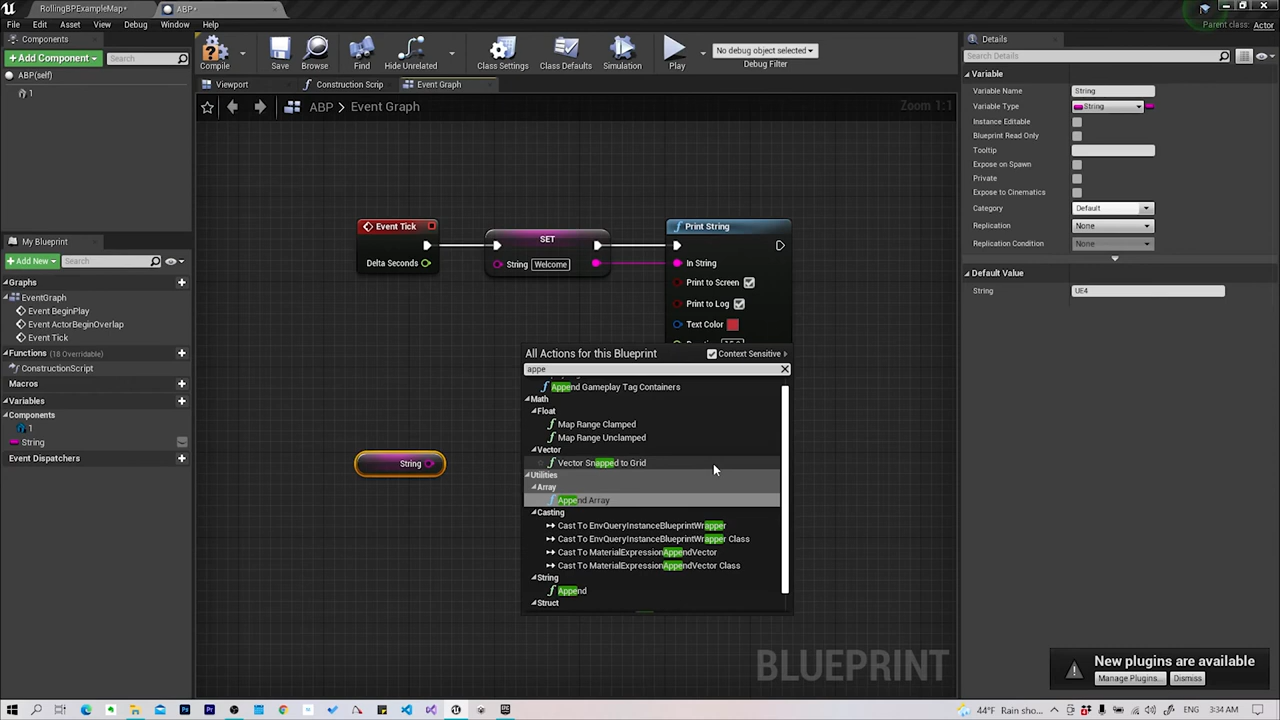 RollingBPExampleMap•
ABP•
File Edit Asset View Debug Window Help
Parent class: Actor
Components
+ Add Component
Search
ABP(self)
1
My Blueprint
+ Add New
Search
Graphs
EventGraph
Event BeginPlay
Event ActorBeginOverlap
Event Tick
Functions (18 Overridable)
ConstructionScript
Macros
Variables
Components
1
String
Event Dispatchers
Compile
Save
Browse
Find
Hide Unrelated
Class Settings
Class Defaults
Simulation
Play
No debug object selected
Debug Filter
Viewport
Construction Scrip
Event Graph
ABP > Event Graph
Zoom 1:1
Event Tick
Delta Seconds
SET
String Welcome
Print String
In String
Print to Screen
Print to Log
Text Color
String
All Actions for this Blueprint
Context Sensitive
appe
Append Gameplay Tag Containers
Math
Float
Map Range Clamped
Map Range Unclamped
Vector
Vector Snapped to Grid
Utilities
Array
Append Array
Casting
Cast To EnvQueryInstanceBlueprintWrapper
Cast To EnvQueryInstanceBlueprintWrapper Class
Cast To MaterialExpressionAppendVector
Cast To MaterialExpressionAppendVector Class
String
Append
Struct
BLUEPRINT
Details
Search Details
Variable
Variable Name String
Variable Type String
Instance Editable
Blueprint Read Only
Tooltip
Expose on Spawn
Private
Expose to Cinematics
Category Default
Replication None
Replication Condition None
Default Value
String UE4
New plugins are available
Manage Plugins...
Dismiss
44°F Rain sho...
3:34 AM